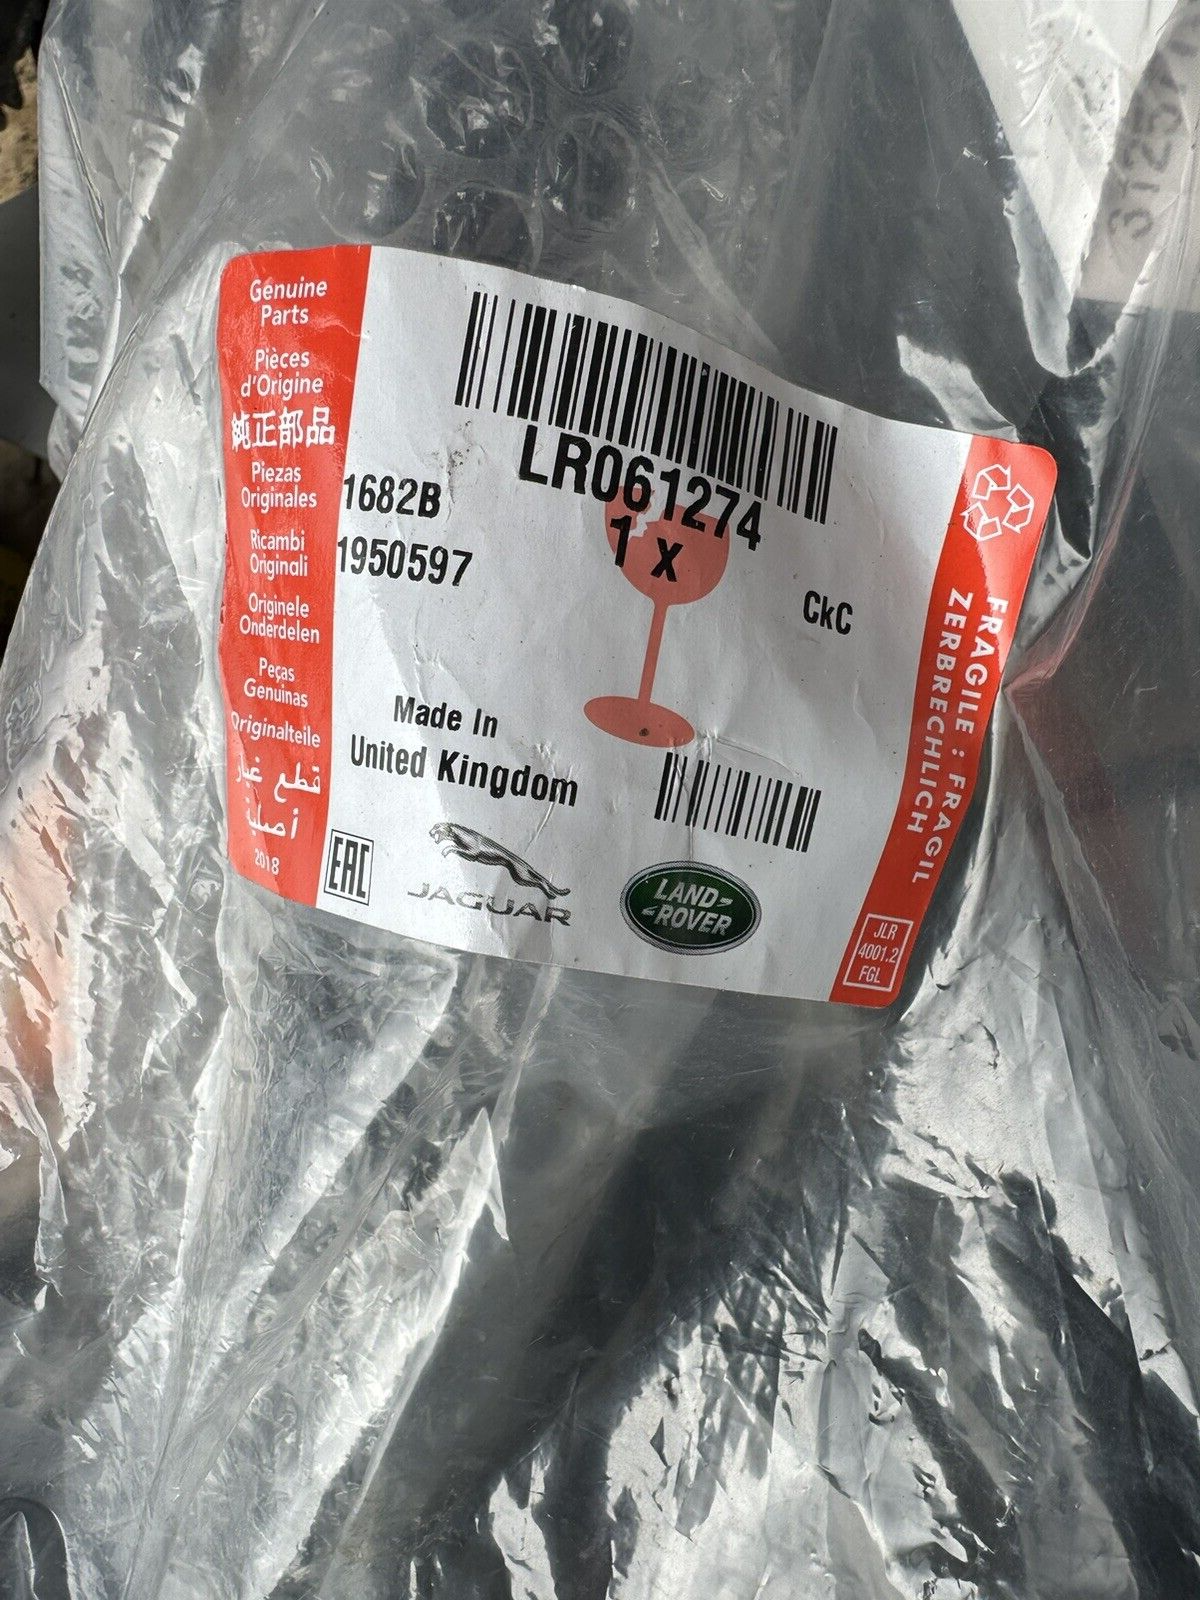 Genuine
Parts
Pièces
d'Origine
純正部品
Piezas
Originales
Ricambi
Originali
Originele
Onderdelen
Peças
Genuinas
Originalteile
قطع غيار
أصلية
2018
LR061274
1 x
1682B
1950597
CkC
Made In
United Kingdom
EAC
JAGUAR
LAND-
-ROVER
FRAGILE : FRAGIL
ZERBRECHLICH
JLR
4001.2
FGL